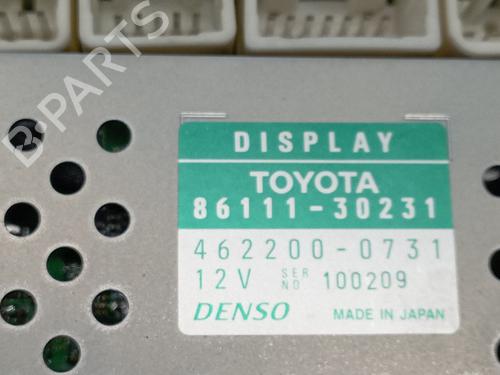 DISPLAY
TOYOTA
86111-30231
462200-0731
12V SER NO 100209
DENSO MADE IN JAPAN
B-PARTS